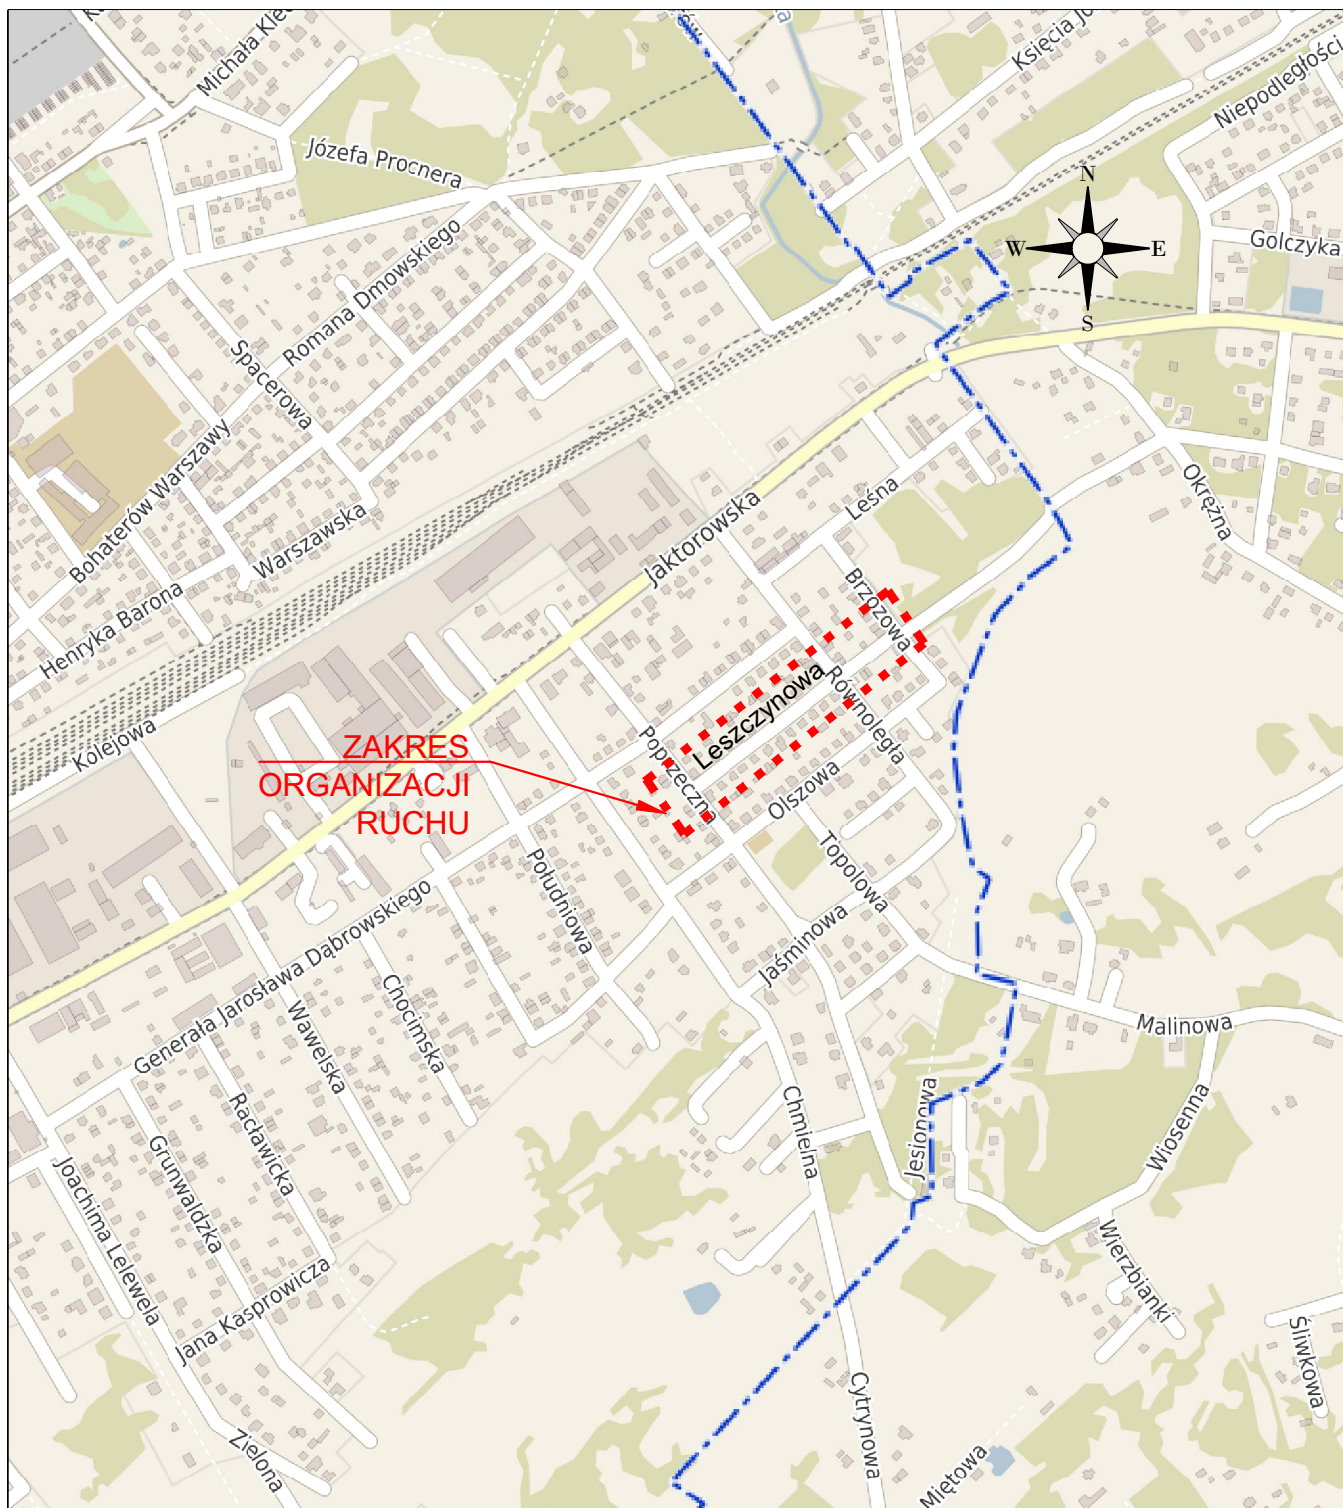 Michała Kle
Księcia Jó
Niepodległości
Józefa Procnera
N
W
E
S
Golczyka
Romana Dmowskiego
Spacerowa
Bohaterów Warszawy
Warszawska
Henryka Barona
Kolejowa
Jaktorowska
Leśna
Okrężna
Brzozowa
Równoległa
Leszczynowa
Poprzeczna
Olszowa
ZAKRES
ORGANIZACJI
RUCHU
Topolowa
Jaśminowa
Południowa
Generała Jarosława Dąbrowskiego
Chocimska
Wawelska
Racławicka
Grunwaldzka
Joachima Lelewela
Jana Kasprowicza
Zielona
Malinowa
Chmielna
Jesionowa
Wiosenna
Wierzbianki
Śliwkowa
Cytrynowa
Miętowa